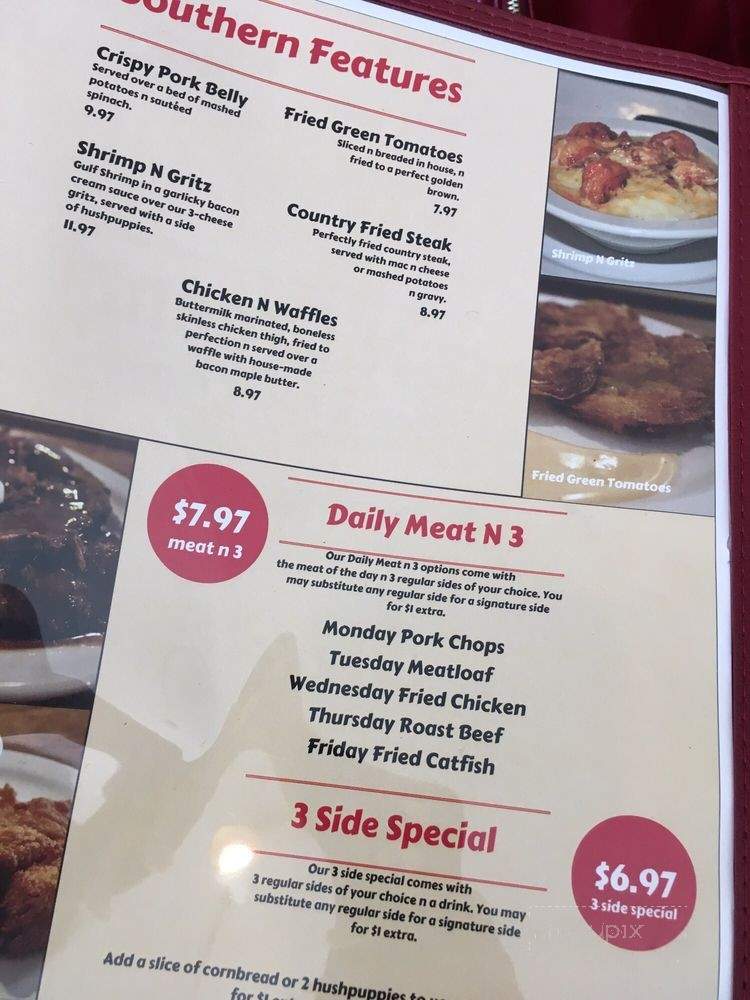 Southern Features
Crispy Pork Belly
Served over a bed of mashed
potatoes n sautéed
spinach.
9.97
Shrimp N Gritz
Gulf Shrimp in a garlicky bacon
cream sauce over our 3-cheese
gritz, served with a side
of hushpuppies.
11.97
Fried Green Tomatoes
Sliced n breaded in house, n
fried to a perfect golden
brown.
7.97
Country Fried Steak
Perfectly fried country steak,
served with mac n cheese
or mashed potatoes
n gravy.
8.97
Chicken N Waffles
Buttermilk marinated, boneless
skinless chicken thigh, fried to
perfection n served over a
waffle with house-made
bacon maple butter.
8.97
Shrimp N Gritz
Fried Green Tomatoes
$7.97
meat n 3
Daily Meat N 3
Our Daily Meat n 3 options come with
the meat of the day n 3 regular sides of your choice. You
may substitute any regular side for a signature side
for $1 extra.
Monday Pork Chops
Tuesday Meatloaf
Wednesday Fried Chicken
Thursday Roast Beef
Friday Fried Catfish
3 Side Special
Our 3 side special comes with
3 regular sides of your choice n a drink. You may
substitute any regular side for a signature side
for $1 extra.
$6.97
3 side special
Add a slice of cornbread or 2 hushpuppies to
for $1